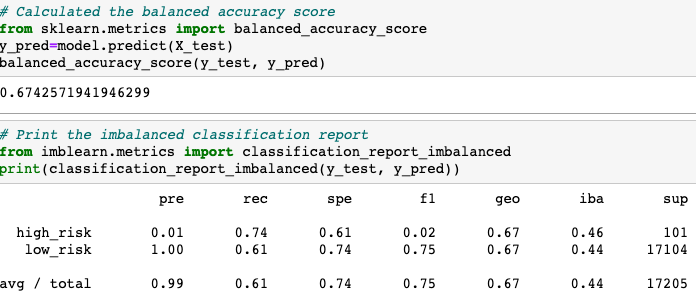 # Calculated the balanced accuracy score
from sklearn.metrics import balanced_accuracy_score
y_pred=model.predict(X_test)
balanced_accuracy_score(y_test, y_pred)
0.6742571941946299
# Print the imbalanced classification report
from imblearn.metrics import classification_report_imbalanced
print(classification_report_imbalanced(y_test, y_pred))
pre rec spe f1 geo iba sup
high_risk 0.01 0.74 0.61 0.02 0.67 0.46 101
low_risk 1.00 0.61 0.74 0.75 0.67 0.44 17104
avg / total 0.99 0.61 0.74 0.75 0.67 0.44 17205